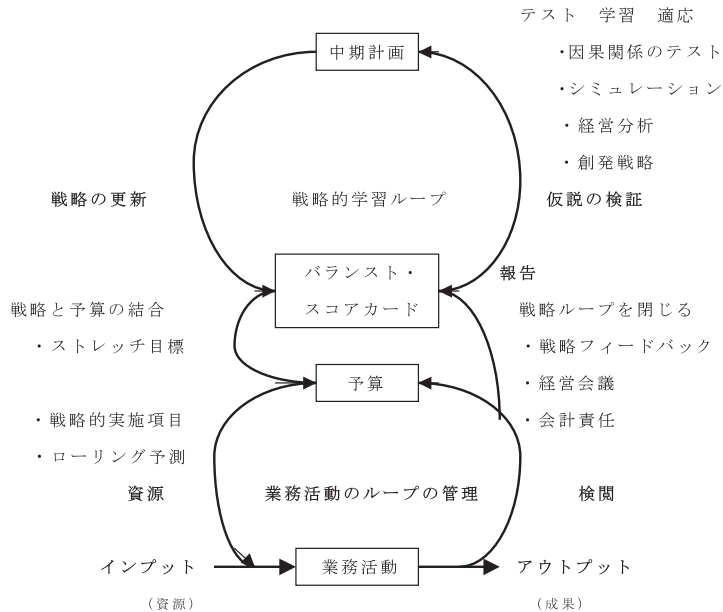 テスト　学習　適応
中期計画
・因果関係のテスト
・シミュレーション
・経営分析
・創発戦略
戦略の更新
戦略的学習ループ
仮説の検証
バランスト・
スコアカード
報告
戦略と予算の結合
・ストレッチ目標
戦略ループを閉じる
・戦略フィードバック
予算
・経営会議
・戦略的実施項目
・会計責任
・ローリング予測
資源
業務活動のループの管理
検閲
インプット
業務活動
アウトプット
（資源）
（成果）